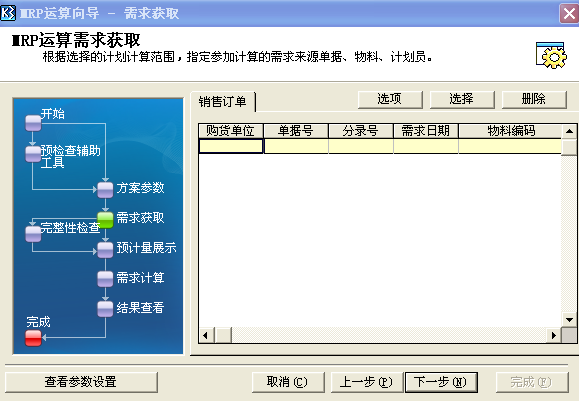 MRP运算向导 - 需求获取
MRP运算需求获取
根据选择的计划计算范围，指定参加计算的需求来源单据、物料、计划员。
开始
预检查辅助
工具
方案参数
需求获取
完整性检查
预计量展示
需求计算
结果查看
完成
销售订单
选项
选择
删除
购货单位 单据号 分录号 需求日期 物料编码
查看参数设置
取消(C)
上一步(P)
下一步(N)
完成(F)